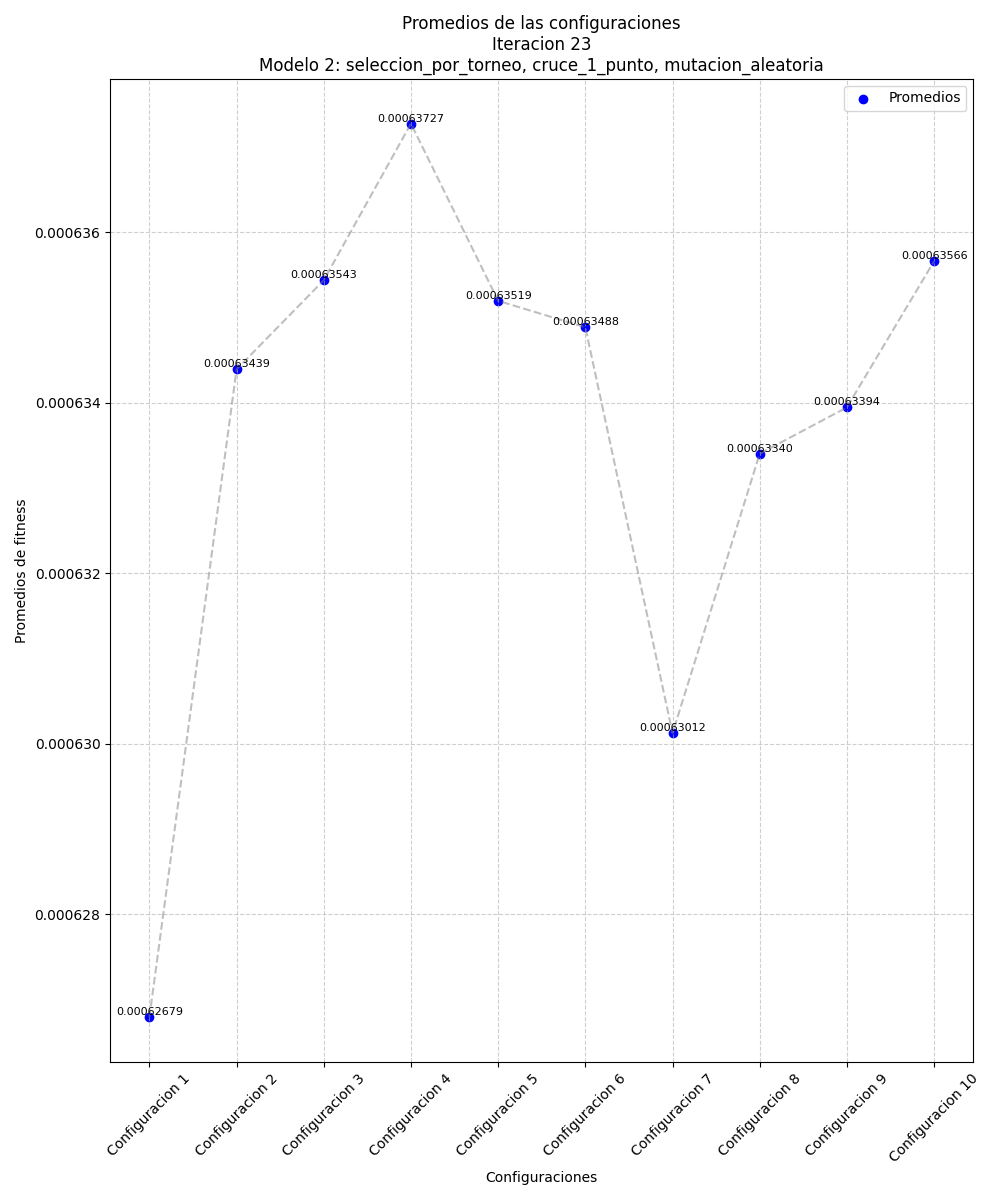 Promedios de las configuraciones
Iteracion 23
Modelo 2: seleccion_por_torneo, cruce_1_punto, mutacion_aleatoria
Promedios
0.00063727
0.000636
0.00063566
0.00063543
0.00063519
0.00063488
0.00063439
0.000634
0.00063394
0.00063340
Promedios de fitness
0.000632
0.00063012
0.000630
0.000628
0.00062679
Configuracion 1
Configuracion 2
Configuracion 3
Configuracion 4
Configuracion 5
Configuracion 6
Configuracion 7
Configuracion 8
Configuracion 9
Configuracion 10
Configuraciones